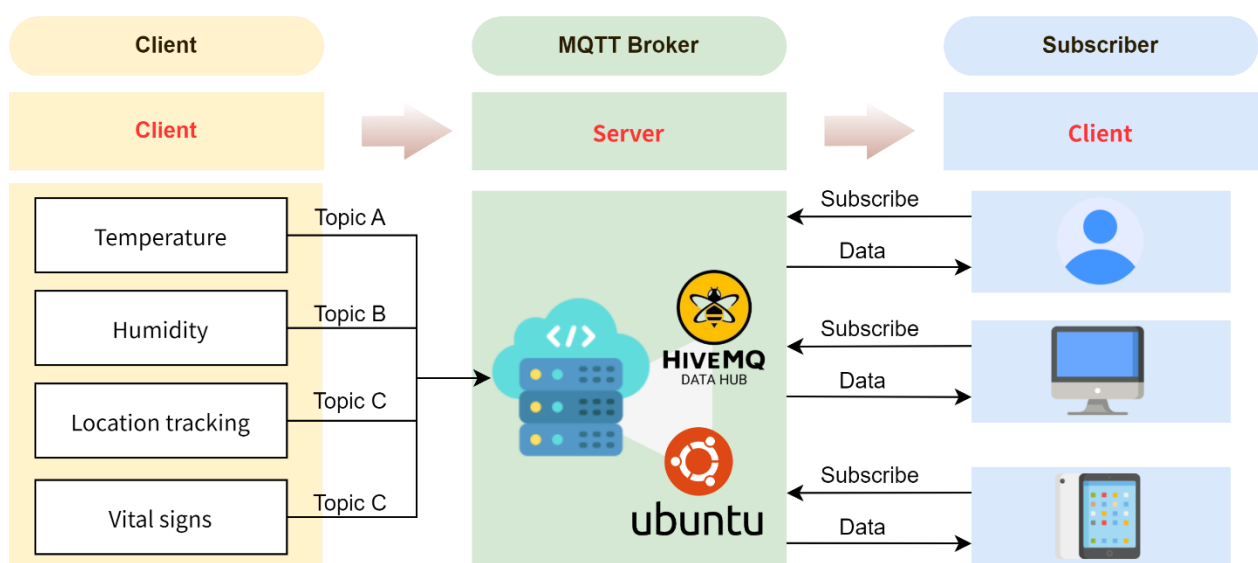 Client
MQTT Broker
Subscriber
Client
Server
Client
Temperature
Topic A
Humidity
Topic B
Location tracking
Topic C
Vital signs
Topic C
</>
HIVEMQ
DATA HUB
ubuntu
Subscribe
Data
Subscribe
Data
Subscribe
Data